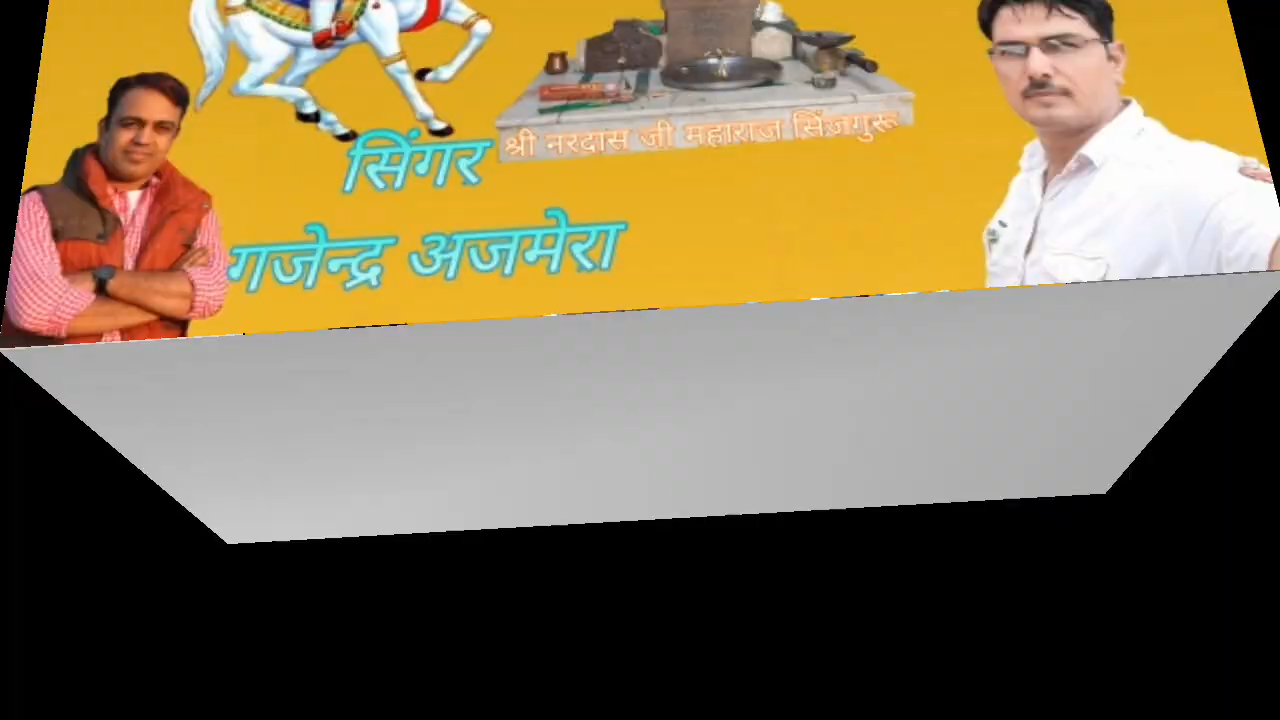 श्री नरदास जी महाराज सिंजगुरू
सिंगर
गजेन्द्र अजमेरा